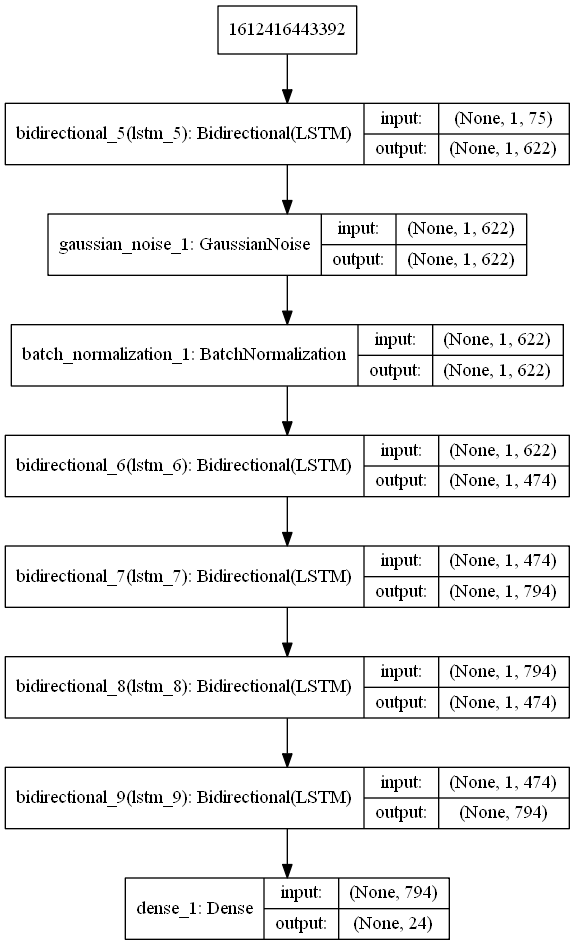 1612416443392
bidirectional_5(lstm_5): Bidirectional(LSTM)
input: (None, 1, 75)
output: (None, 1, 622)
gaussian_noise_1: GaussianNoise
input: (None, 1, 622)
output: (None, 1, 622)
batch_normalization_1: BatchNormalization
input: (None, 1, 622)
output: (None, 1, 622)
bidirectional_6(lstm_6): Bidirectional(LSTM)
input: (None, 1, 622)
output: (None, 1, 474)
bidirectional_7(lstm_7): Bidirectional(LSTM)
input: (None, 1, 474)
output: (None, 1, 794)
bidirectional_8(lstm_8): Bidirectional(LSTM)
input: (None, 1, 794)
output: (None, 1, 474)
bidirectional_9(lstm_9): Bidirectional(LSTM)
input: (None, 1, 474)
output: (None, 794)
dense_1: Dense
input: (None, 794)
output: (None, 24)